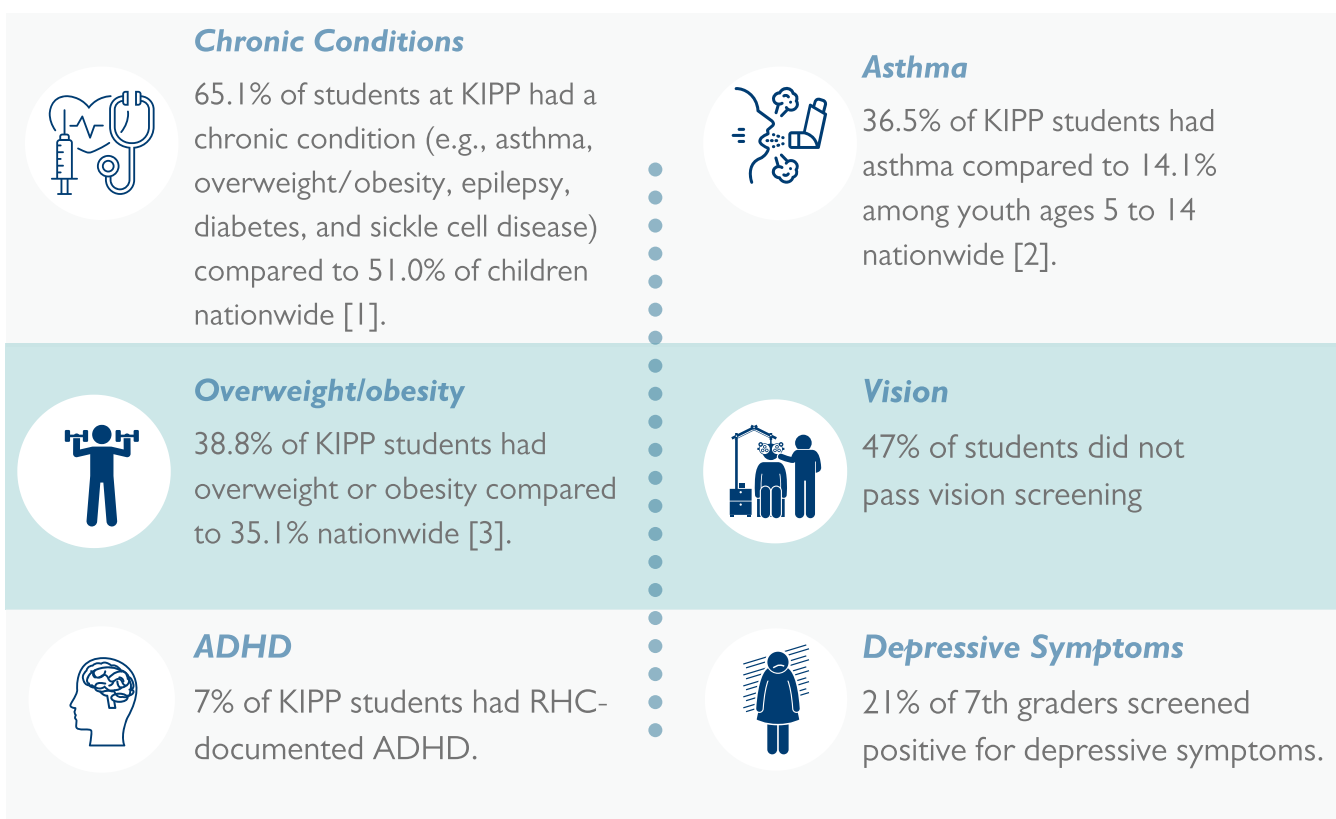 Chronic Conditions
65.1% of students at KIPP had a
chronic condition (e.g., asthma,
overweight/obesity, epilepsy,
diabetes, and sickle cell disease)
compared to 51.0% of children
nationwide [1].
Asthma
36.5% of KIPP students had
asthma compared to 14.1%
among youth ages 5 to 14
nationwide [2].
Overweight/obesity
38.8% of KIPP students had
overweight or obesity compared
to 35.1% nationwide [3].
Vision
47% of students did not
pass vision screening
ADHD
7% of KIPP students had RHC-
documented ADHD.
Depressive Symptoms
21% of 7th graders screened
positive for depressive symptoms.